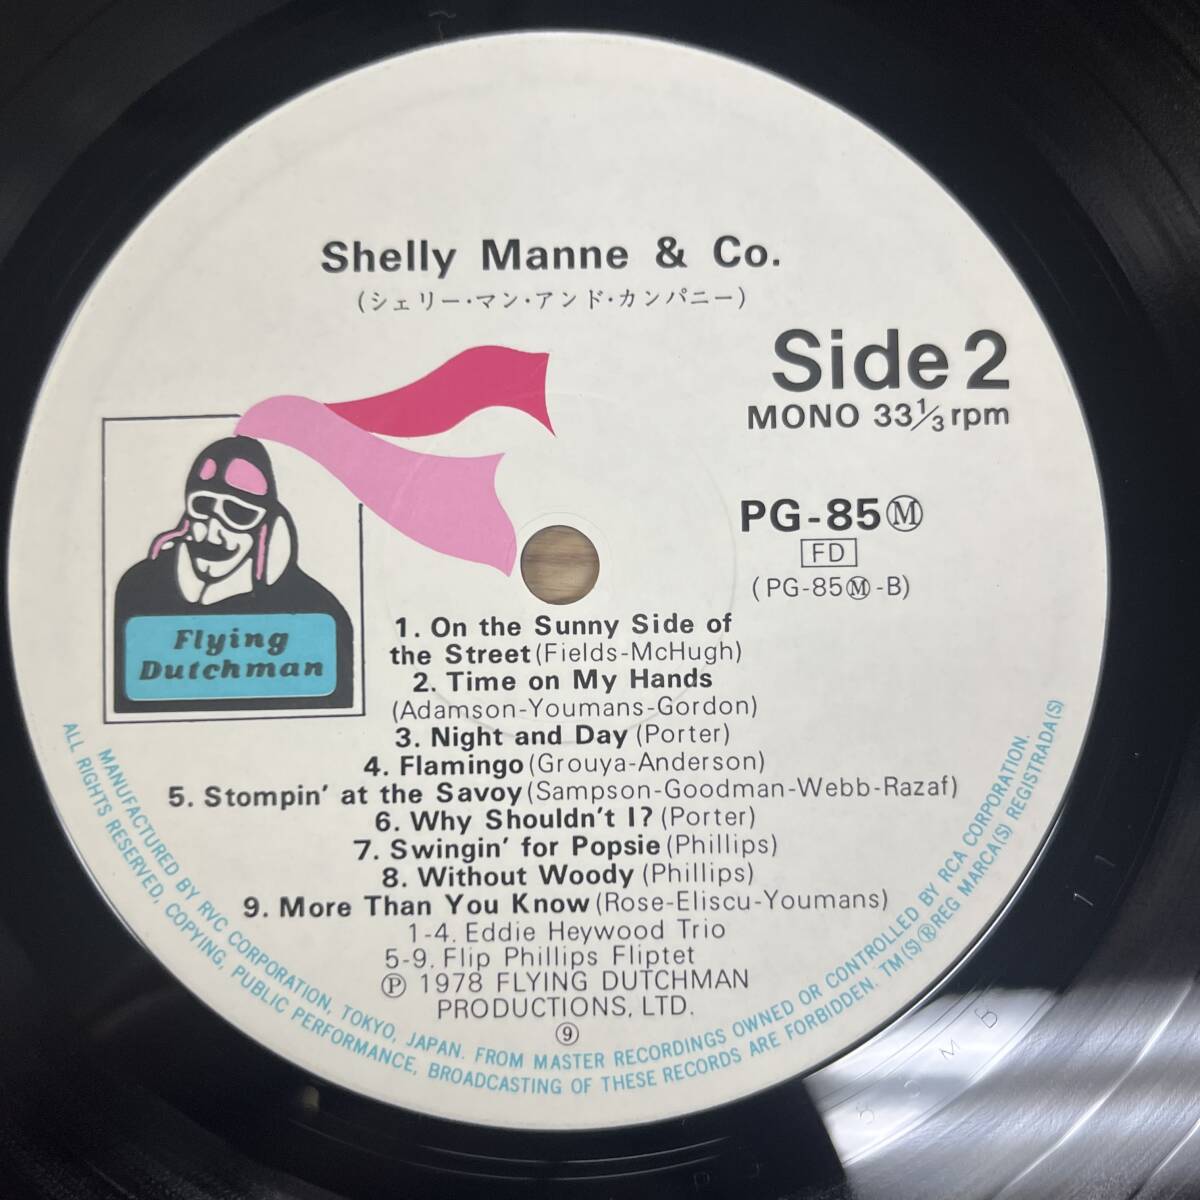 Shelly Manne & Co.
(シェリー・マン・アンド・カンパニー)
Side 2
MONO 33⅓ rpm
PG-85Ⓜ
FD
(PG-85Ⓜ-B)
Flying
Dutchman
1. On the Sunny Side of
the Street (Fields-McHugh)
2. Time on My Hands
(Adamson-Youmans-Gordon)
3. Night and Day (Porter)
4. Flamingo (Grouya-Anderson)
5. Stompin' at the Savoy (Sampson-Goodman-Webb-Razaf)
6. Why Shouldn't I? (Porter)
7. Swingin' for Popsie (Phillips)
8. Without Woody (Phillips)
9. More Than You Know (Rose-Eliscu-Youmans)
1-4. Eddie Heywood Trio
5-9. Flip Phillips Fliptet
Ⓟ 1978 FLYING DUTCHMAN
PRODUCTIONS, LTD.
⑨
MANUFACTURED BY RVC CORPORATION, TOKYO, JAPAN. FROM MASTER RECORDINGS OWNED OR CONTROLLED BY RCA CORPORATION.
ALL RIGHTS RESERVED, COPYING, PUBLIC PERFORMANCE, BROADCASTING OF THESE RECORDS ARE FORBIDDEN. TM(S)®REG MARCA(S) REGISTRADA(S)